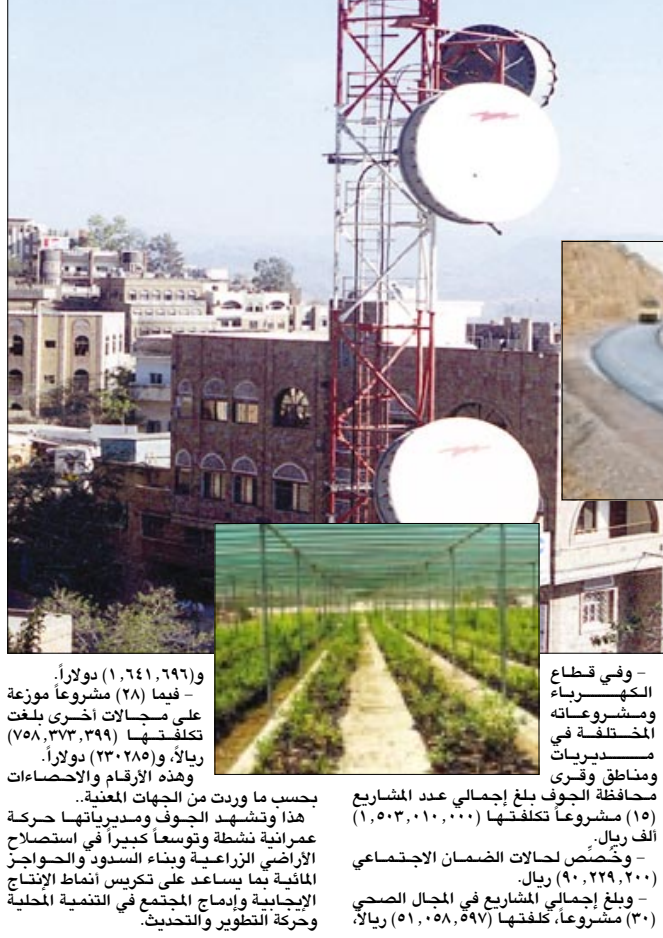 – وفي قطاع
الكهرباء
ومشروعاته
المختلفة في
مديريات
ومناطق وقرى
محافظة الجوف بلغ إجمالي عدد المشاريع
(١٥) مشروعاً تكلفتها (١,٥٠٣,٠١٠,٠٠٠)
ألف ريال.
– وخُصِّص لحالات الضمان الاجتماعي
(٩٠,٢٢٩,٢٠٠) ريال.
– وبلغ إجمالي المشاريع في المجال الصحي
(٣٠) مشروعاً، كلفتها (٥١,٠٥٨,٥٩٧) ريالاً،
و(١,٦٤١,٦٩٦) دولاراً.
– فيما (٢٨) مشروعاً موزعة
على مجالات أخرى بلغت
تكلفتها (٧٥٨,٣٧٣,٣٩٩)
ريالاً، و(٢٣٠٢٨٥) دولاراً.
وهذه الأرقام والاحصاءات
بحسب ما وردت من الجهات المعنية..
هذا وتشهد الجوف ومديرياتها حركة
عمرانية نشطة وتوسعاً كبيراً في استصلاح
الأراضي الزراعية وبناء السدود والحواجز
المائية بما يساعد على تكريس أنماط الإنتاج
الإيجابية وإدماج المجتمع في التنمية المحلية
وحركة التطوير والتحديث.